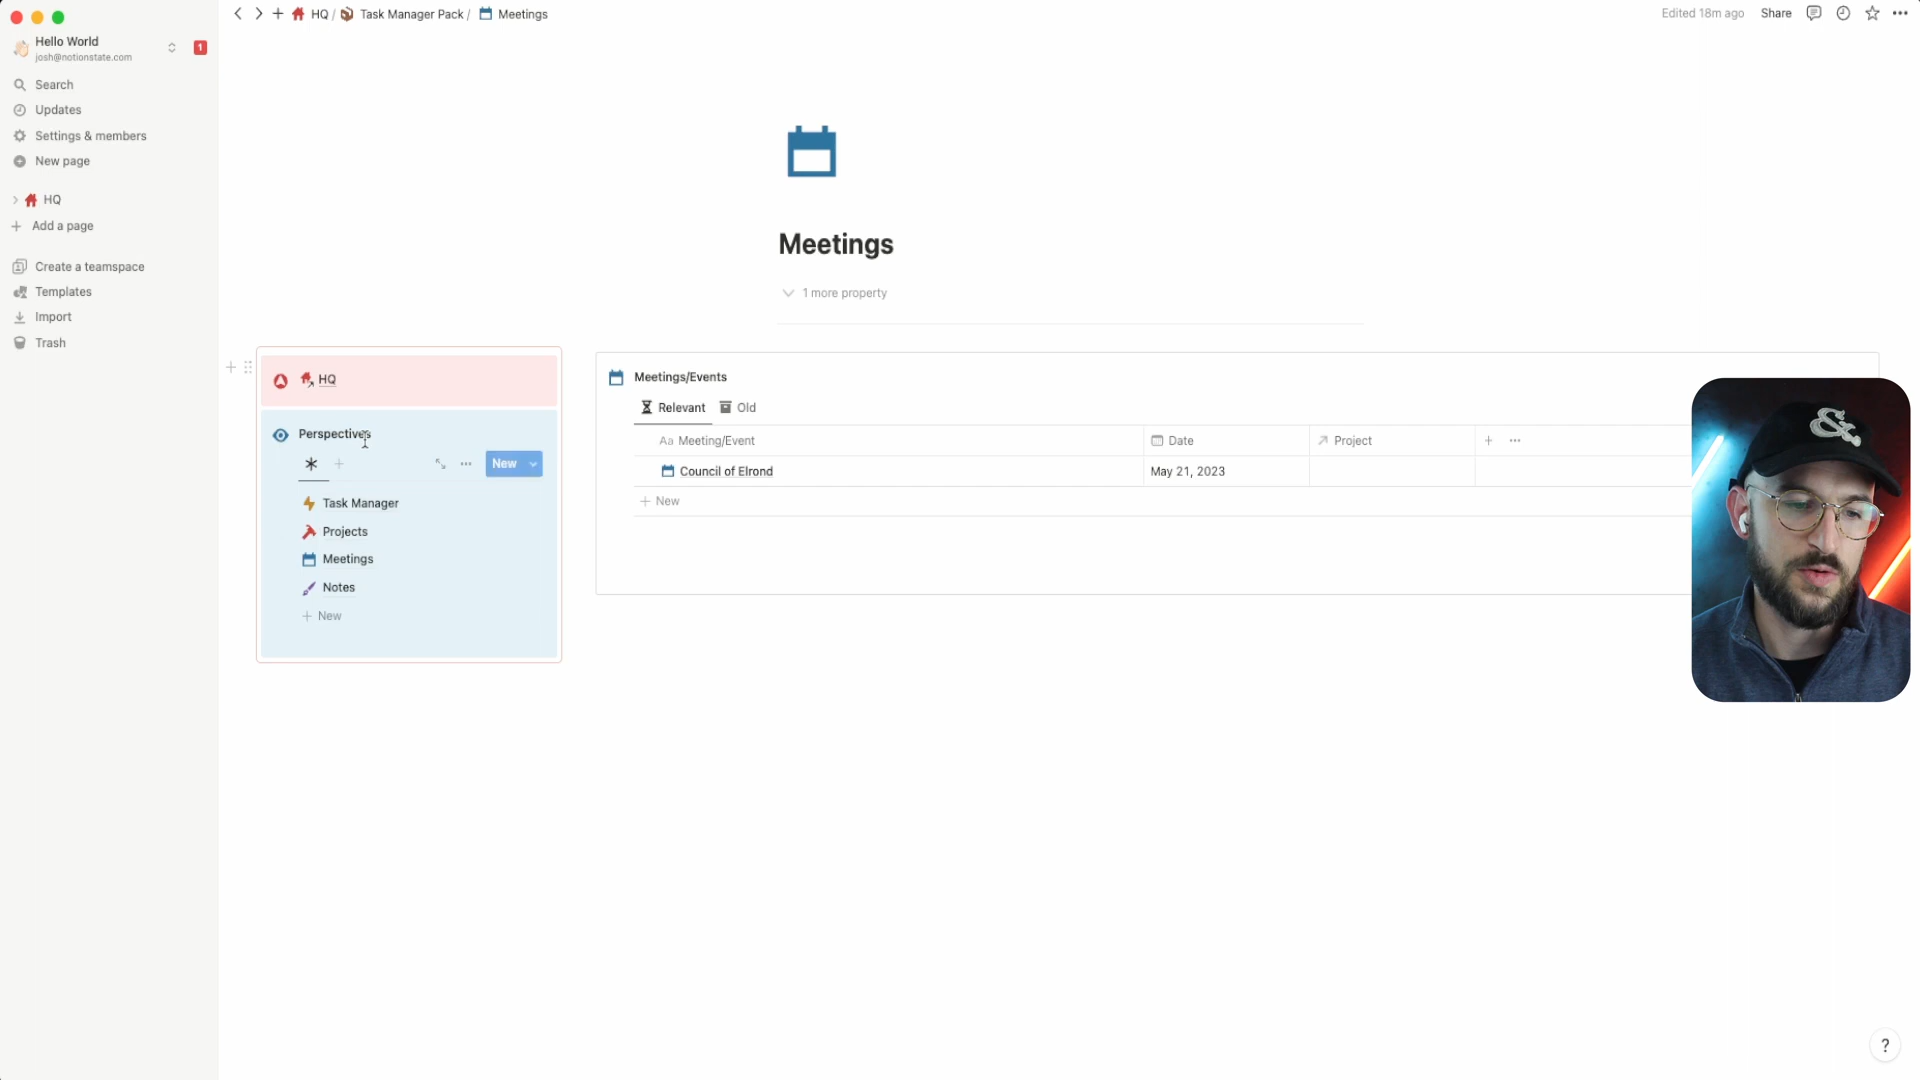 HQ / Task Manager Pack / Meetings
Edited 18m ago Share
Hello World
josh@notionstate.com
1
Search
Updates
Settings & members
New page
HQ
Add a page
Create a teamspace
Templates
Import
Trash
Meetings
1 more property
HQ
Perspectives
New
Task Manager
Projects
Meetings
Notes
New
Meetings/Events
Relevant Old
Aa Meeting/Event Date Project
Council of Elrond May 21, 2023
New
&
?